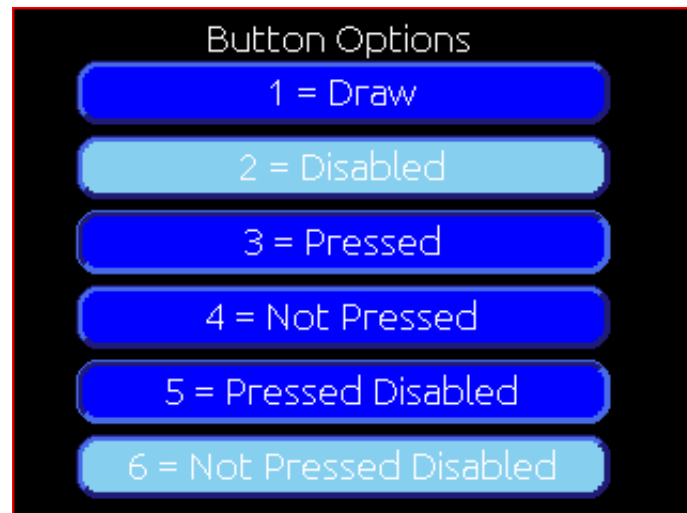 Button Options
1 = Draw
2 = Disabled
3 = Pressed
4 = Not Pressed
5 = Pressed Disabled
6 = Not Pressed Disabled